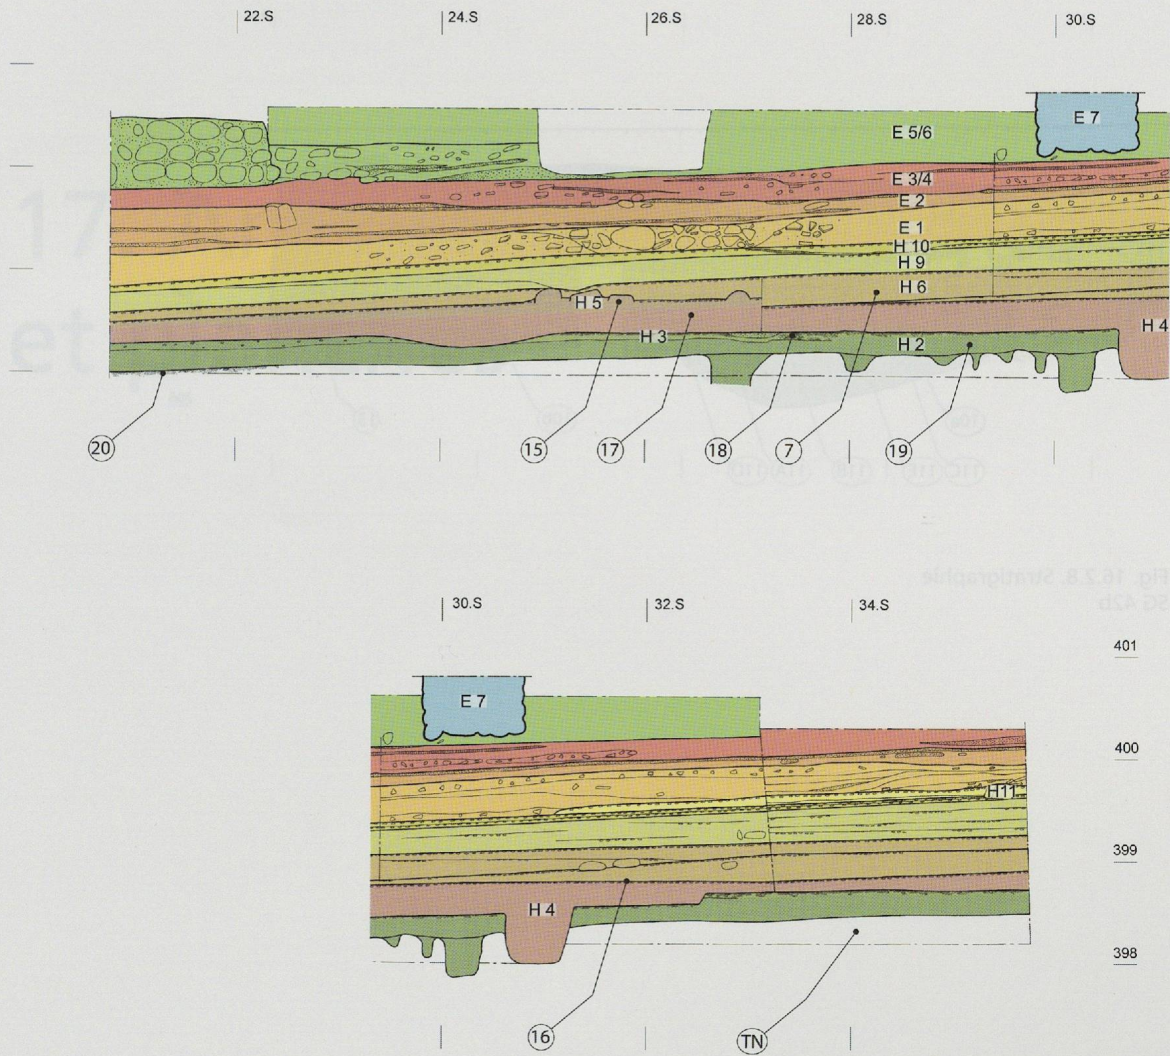 22.S 24.S 26.S 28.S 30.S
E 7
E 5/6
E 3/4
E 2
E 1
H 10
H 9
H 6
H 5
H 4
H 3
H 2
20 15 17 18 7 19
Fig. 16.2.8. Stratigraphie
SG 42b
30.S 32.S 34.S
401
E 7
400
H11
399
H 4
398
16 TN